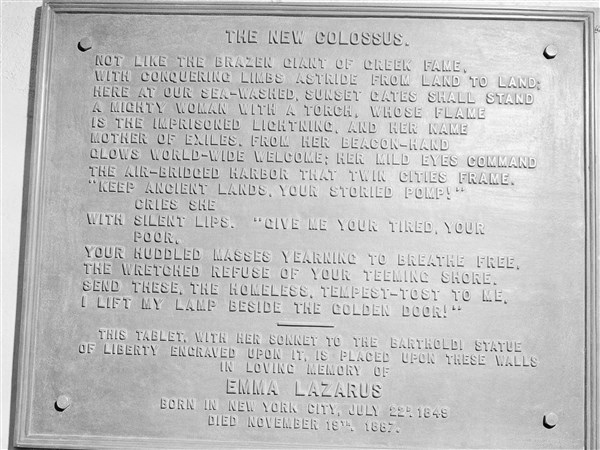 THE NEW COLOSSUS.
NOT LIKE THE BRAZEN GIANT OF GREEK FAME,
WITH CONQUERING LIMBS ASTRIDE FROM LAND TO LAND;
HERE AT OUR SEA-WASHED, SUNSET GATES SHALL STAND
A MIGHTY WOMAN WITH A TORCH, WHOSE FLAME
IS THE IMPRISONED LIGHTNING, AND HER NAME
MOTHER OF EXILES. FROM HER BEACON-HAND
GLOWS WORLD-WIDE WELCOME; HER MILD EYES COMMAND
THE AIR-BRIDGED HARBOR THAT TWIN CITIES FRAME.
"KEEP ANCIENT LANDS, YOUR STORIED POMP!"
CRIES SHE
WITH SILENT LIPS. "GIVE ME YOUR TIRED, YOUR
POOR,
YOUR HUDDLED MASSES YEARNING TO BREATHE FREE,
THE WRETCHED REFUSE OF YOUR TEEMING SHORE.
SEND THESE, THE HOMELESS, TEMPEST-TOST TO ME,
I LIFT MY LAMP BESIDE THE GOLDEN DOOR!"
THIS TABLET, WITH HER SONNET TO THE BARTHOLDI STATUE
OF LIBERTY ENGRAVED UPON IT, IS PLACED UPON THESE WALLS
IN LOVING MEMORY OF
EMMA LAZARUS
BORN IN NEW YORK CITY, JULY 22D, 1849
DIED NOVEMBER 19TH, 1887.